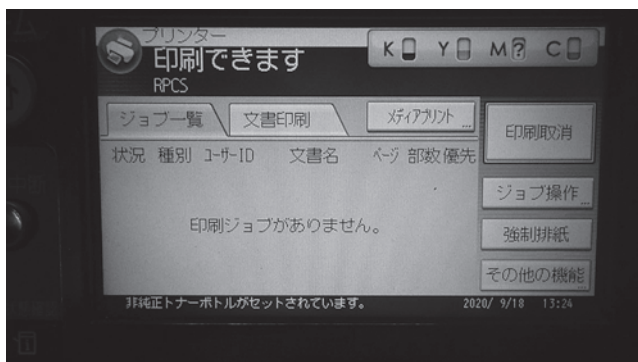 プリンター
印刷できます
RPCS
K Y M? C
ジョブ一覧 文書印刷 メディアプリント ...
印刷取消
状況 種別 ユーザーID 文書名 ページ 部数 優先
ジョブ操作 ...
印刷ジョブがありません。
強制排紙
その他の機能 ...
非純正トナーボトルがセットされています。 2020/ 9/18 13:24